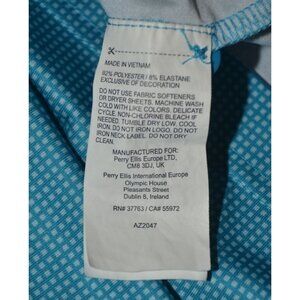 MADE IN VIETNAM
92% POLYESTER / 8% ELASTANE
EXCLUSIVE OF DECORATION
DO NOT USE FABRIC SOFTENERS
OR DRYER SHEETS. MACHINE WASH
COLD WITH LIKE COLORS. DELICATE
CYCLE. NON-CHLORINE BLEACH IF
NEEDED. TUMBLE DRY LOW. COOL
IRON. DO NOT IRON LOGO. DO NOT
IRON NECK LABEL. DO NOT DRY
CLEAN.
MANUFACTURED FOR:
Perry Ellis Europe LTD,
CM8 3DJ, UK
Perry Ellis International Europe
Olympic House
Pleasants Street
Dublin 8, Ireland
RN# 37763 / CA# 55972
AZ2047